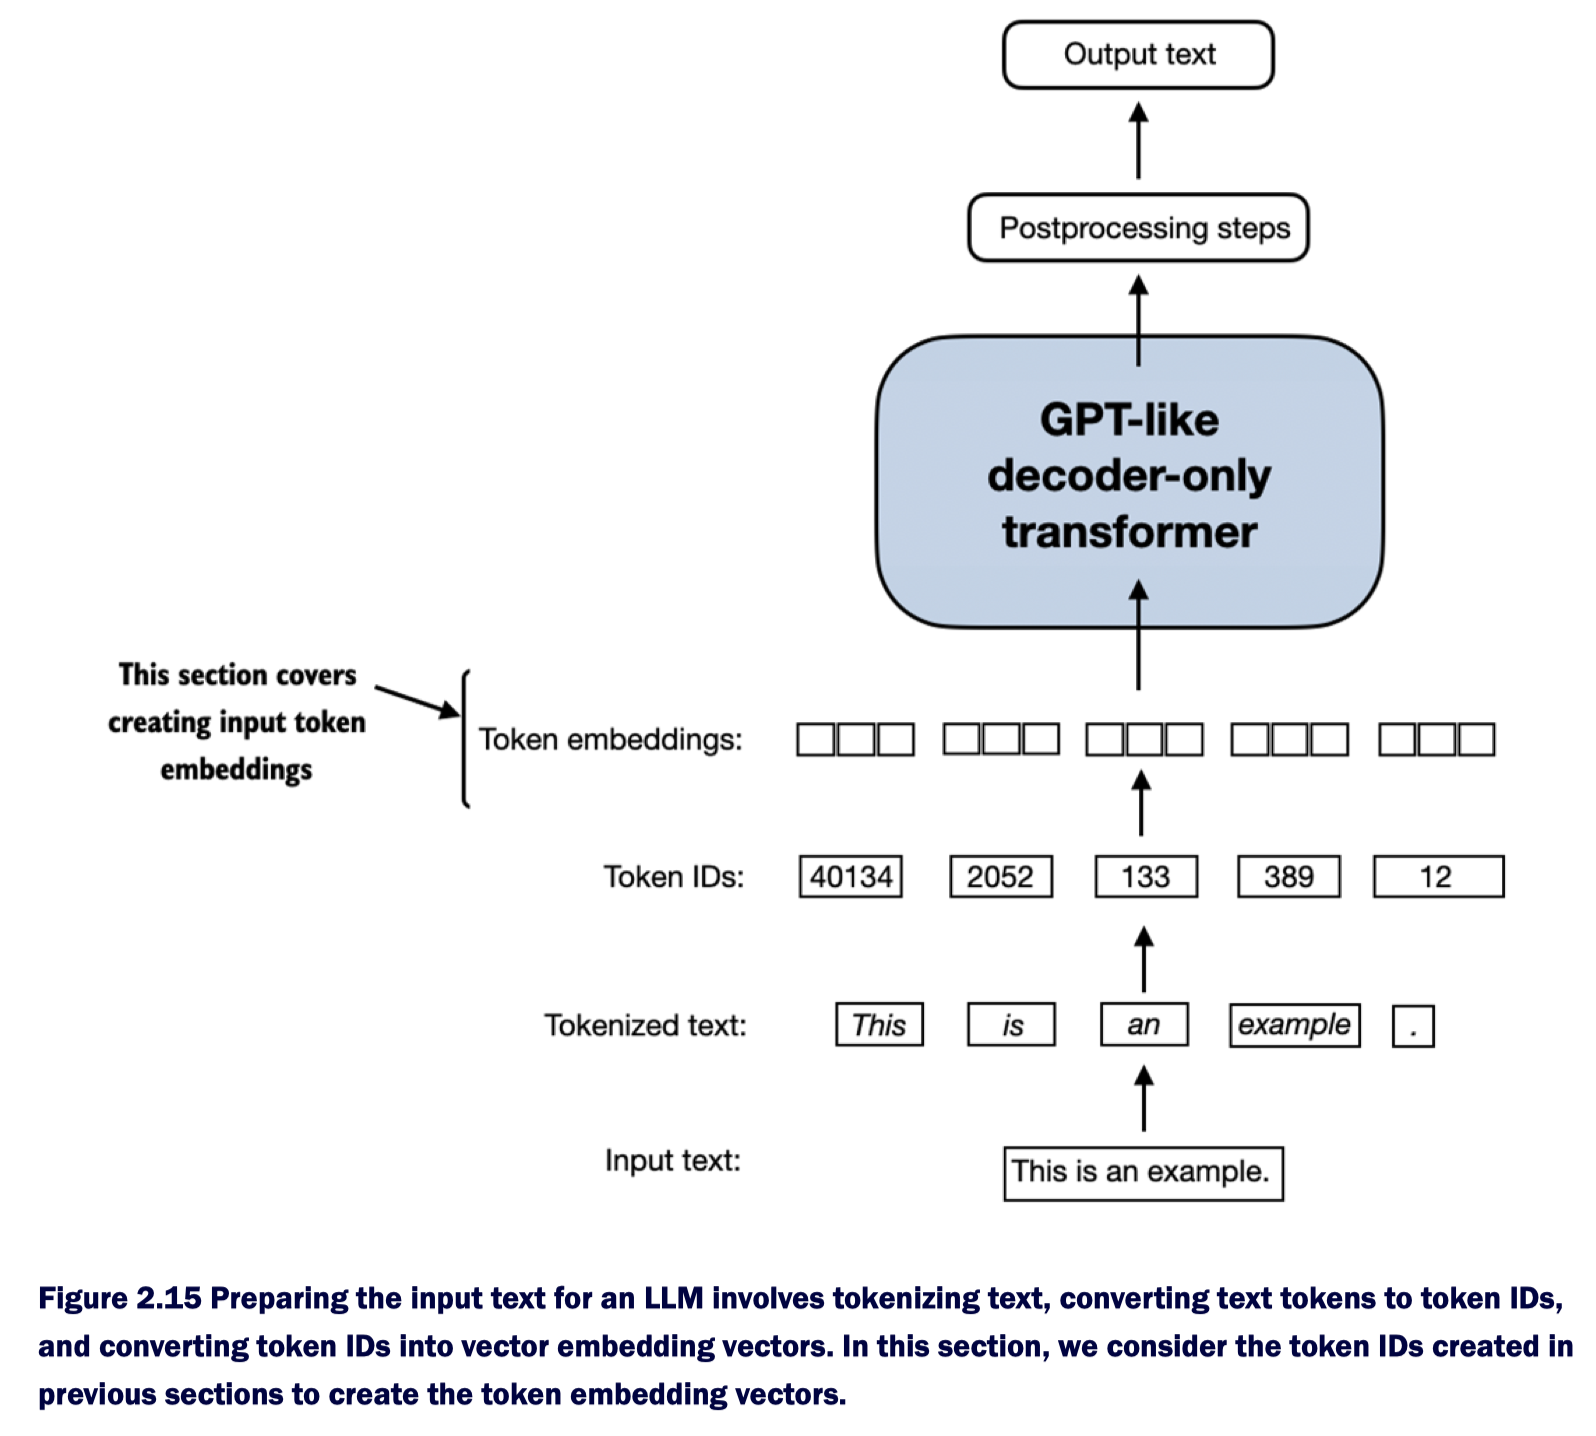 Output text
Postprocessing steps
GPT-like
decoder-only
transformer
This section covers
creating input token
embeddings
Token embeddings:
Token IDs: 40134 2052 133 389 12
Tokenized text: This is an example .
Input text: This is an example.
Figure 2.15 Preparing the input text for an LLM involves tokenizing text, converting text tokens to token IDs,
and converting token IDs into vector embedding vectors. In this section, we consider the token IDs created in
previous sections to create the token embedding vectors.